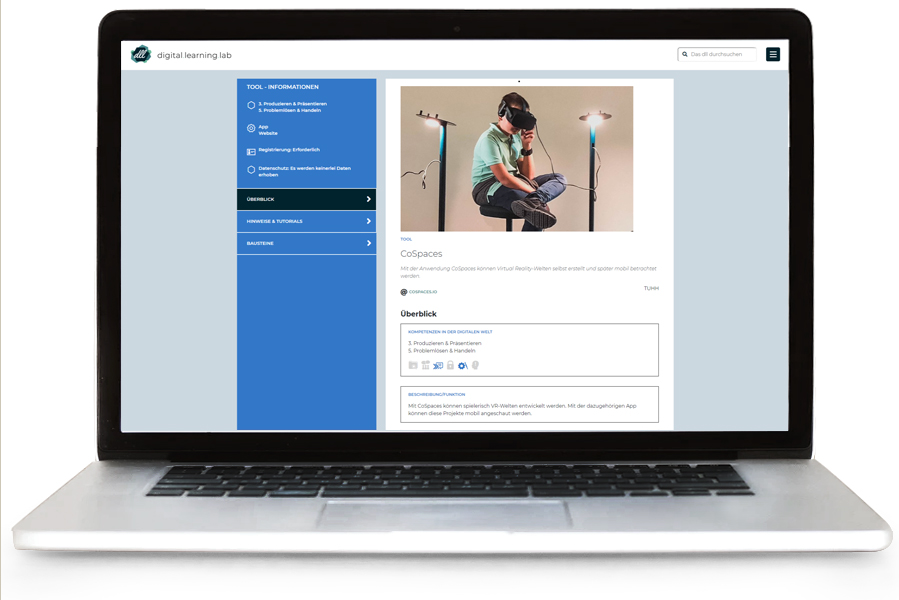 dll
digital learning lab
Das dll durchsuchen
TOOL - INFORMATIONEN
3. Produzieren & Präsentieren
5. Problemlösen & Handeln
App
Website
Registrierung: Erforderlich
Datenschutz: Es werden keinerlei Daten
erhoben
ÜBERBLICK
HINWEISE & TUTORIALS
BAUSTEINE
TOOL
CoSpaces
Mit der Anwendung CoSpaces können Virtual Reality-Welten selbst erstellt und später mobil betrachtet
werden.
COSPACES.IO
TUHH
Überblick
KOMPETENZEN IN DER DIGITALEN WELT
3. Produzieren & Präsentieren
5. Problemlösen & Handeln
BESCHREIBUNG/FUNKTION
Mit CoSpaces können spielerisch VR-Welten entwickelt werden. Mit der dazugehörigen App
können diese Projekte mobil angeschaut werden.